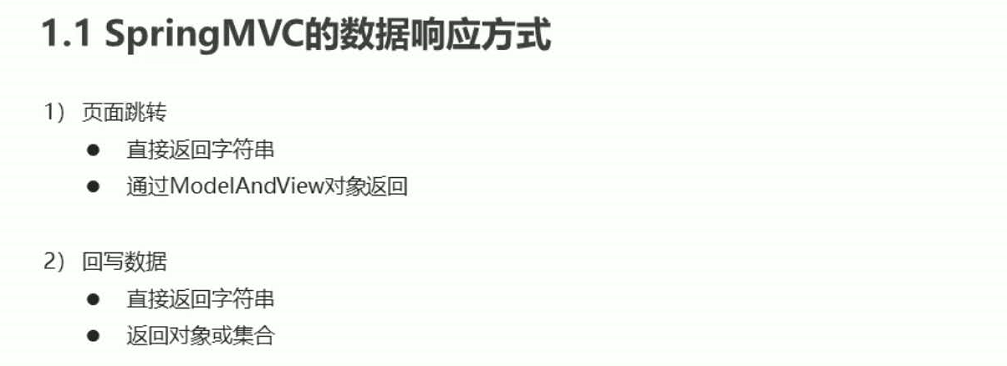 1.1 SpringMVC的数据响应方式
1） 页面跳转
● 直接返回字符串
● 通过ModelAndView对象返回
2） 回写数据
● 直接返回字符串
● 返回对象或集合